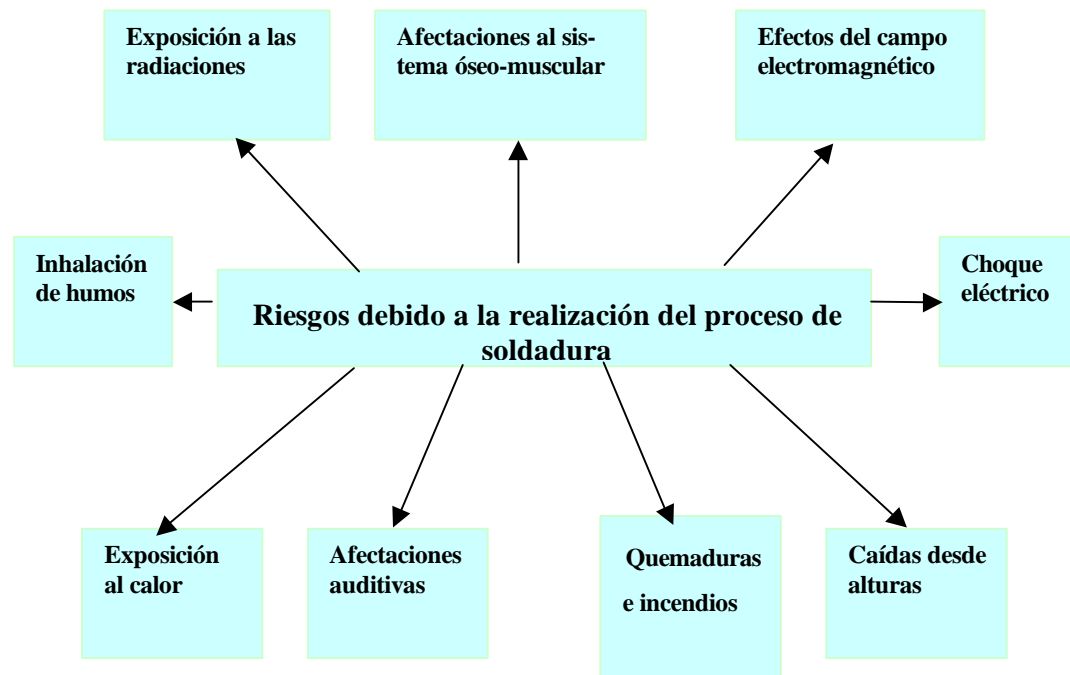 Exposición a las
radiaciones
Afectaciones al sis-
tema óseo-muscular
Efectos del campo
electromagnético
Inhalación
de humos
Riesgos debido a la realización del proceso de
soldadura
Choque
eléctrico
Exposición
al calor
Afectaciones
auditivas
Quemaduras
e incendios
Caídas desde
alturas